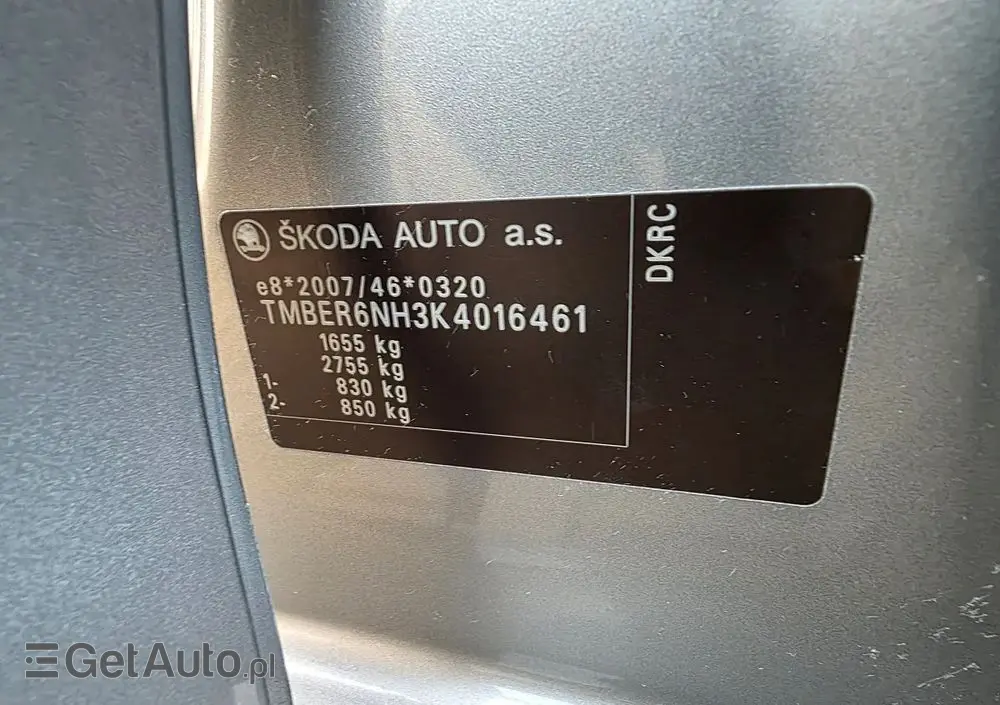 ŠKODA AUTO a.s.
e8*2007/46*0320
TMBER6NH3K4016461
1655 kg
2755 kg
1- 830 kg
2- 850 kg
DKRC
GetAuto.pl